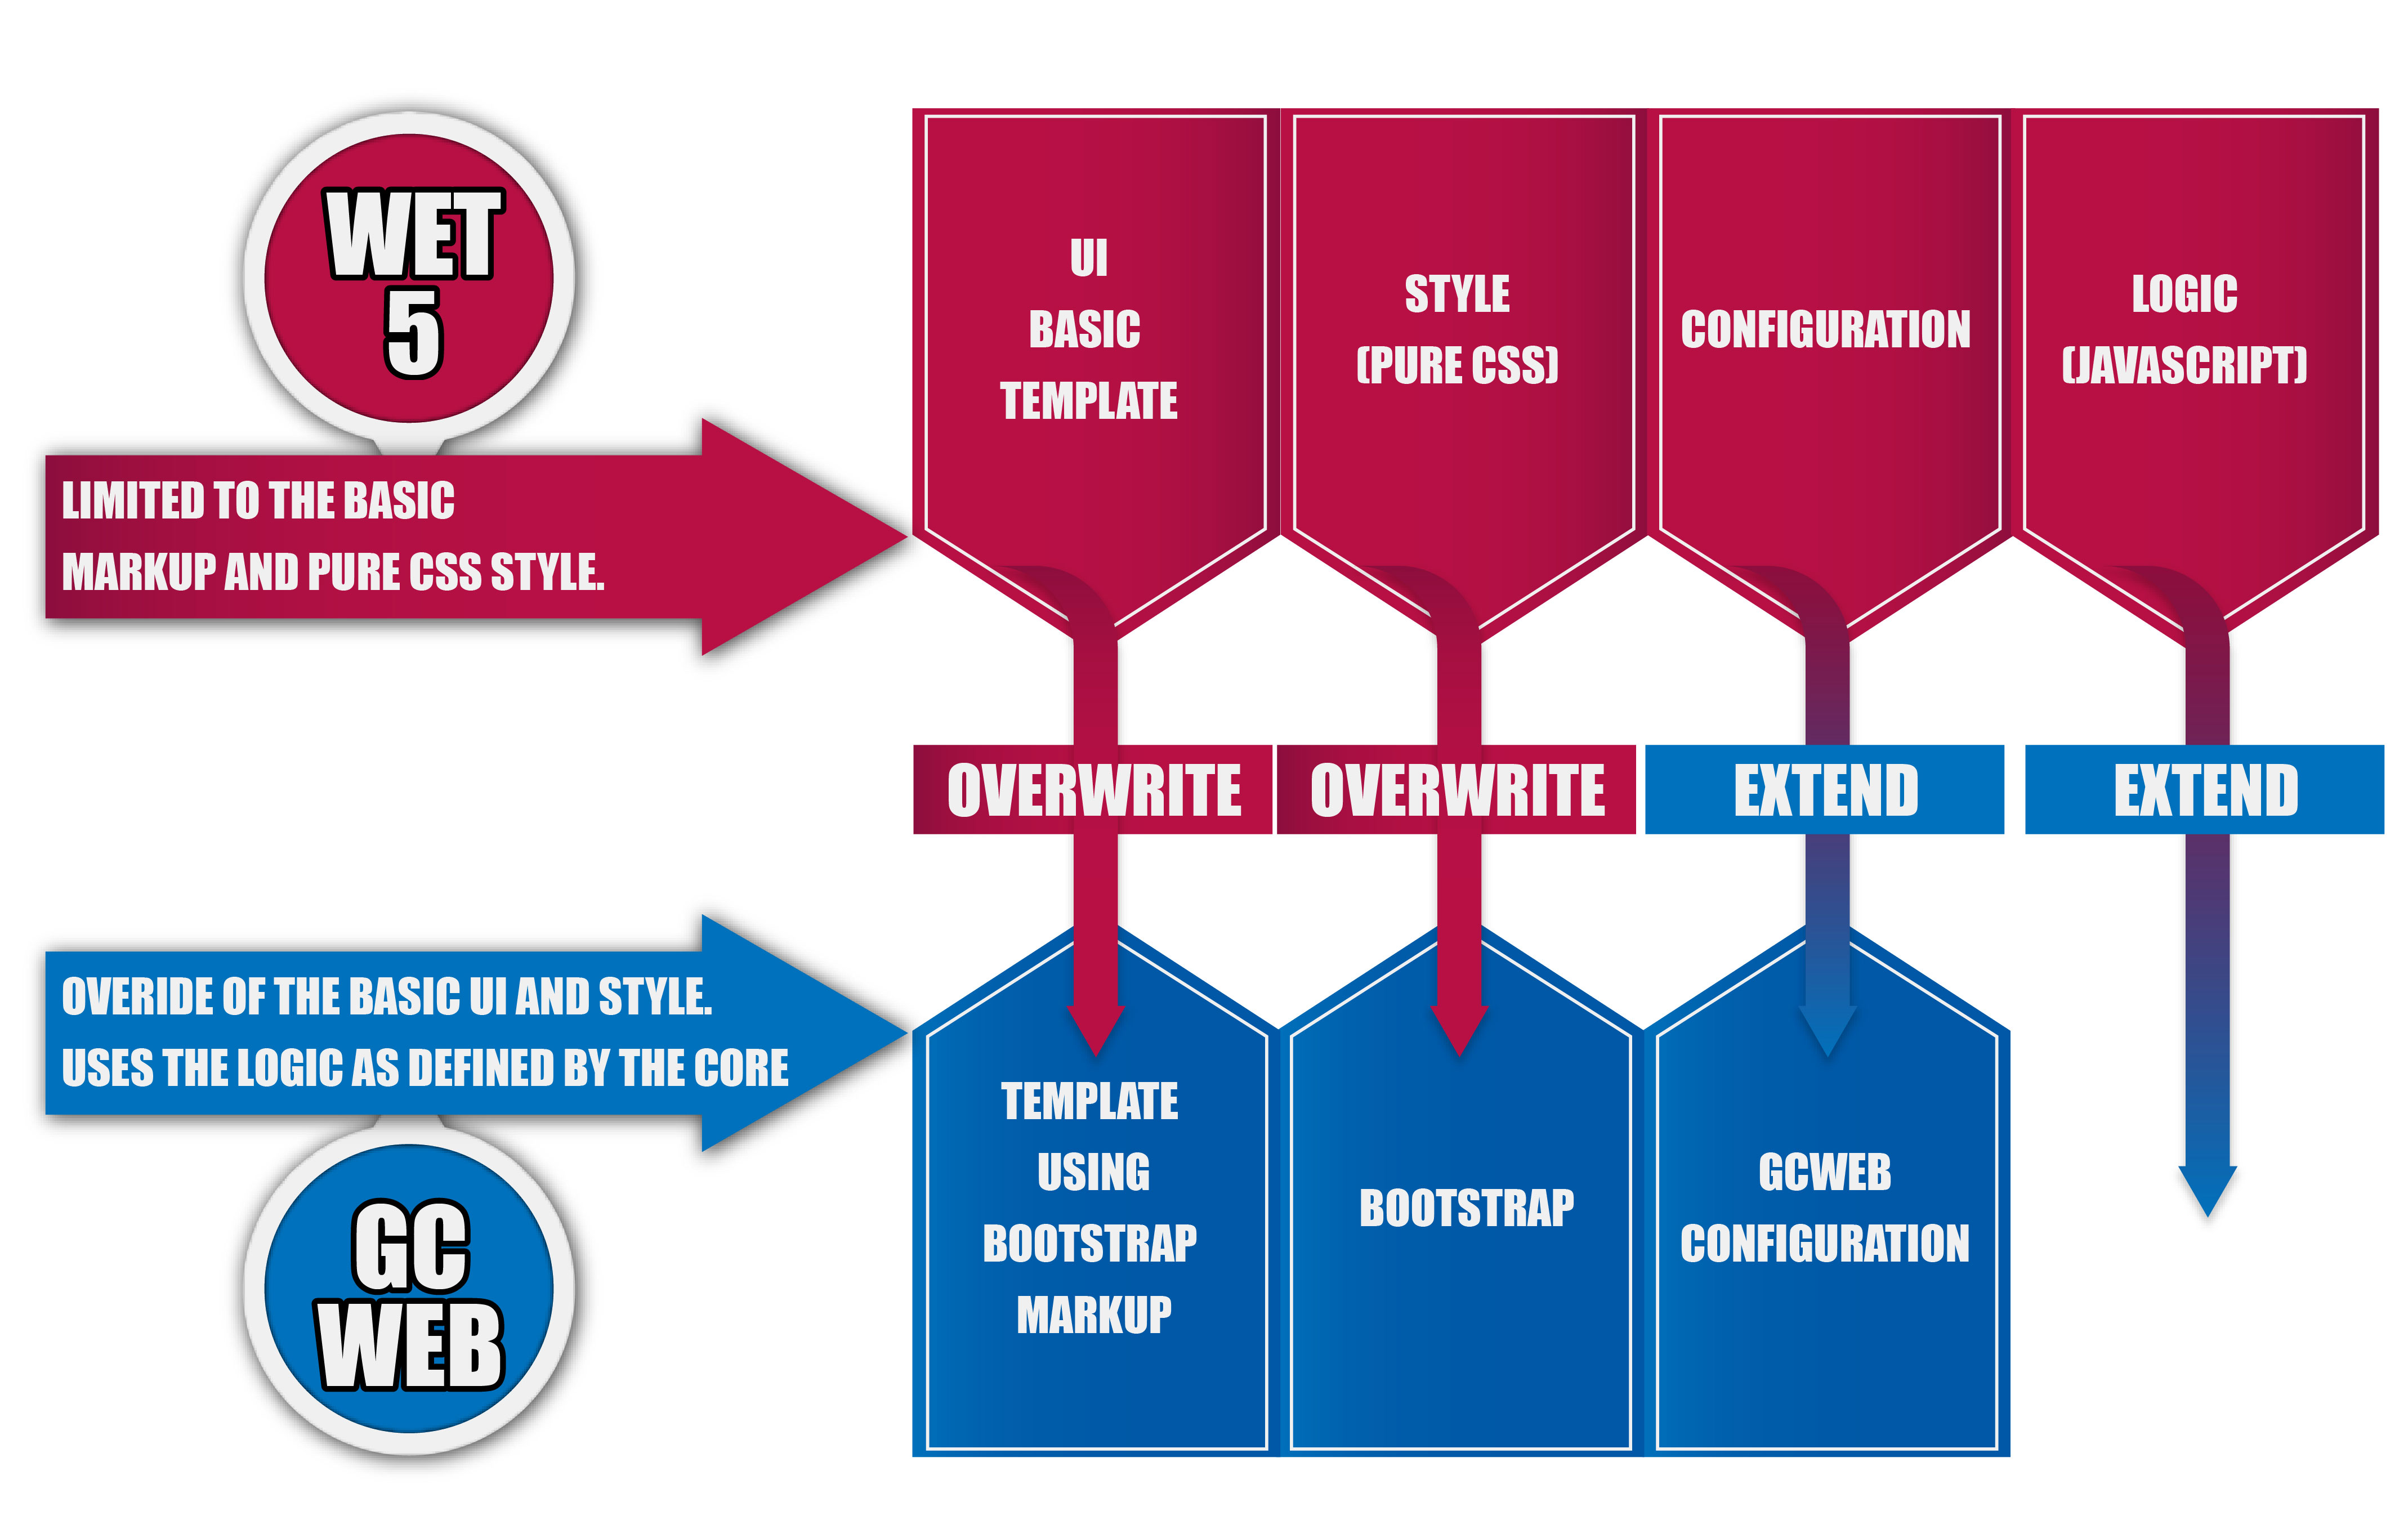 WET
5
LIMITED TO THE BASIC
MARKUP AND PURE CSS STYLE.
UI
BASIC
TEMPLATE
STYLE
(PURE CSS)
CONFIGURATION
LOGIC
(JAVASCRIPT)
OVERWRITE
OVERWRITE
EXTEND
EXTEND
OVERIDE OF THE BASIC UI AND STYLE.
USES THE LOGIC AS DEFINED BY THE CORE
GC
WEB
TEMPLATE
USING
BOOTSTRAP
MARKUP
BOOTSTRAP
GCWEB
CONFIGURATION